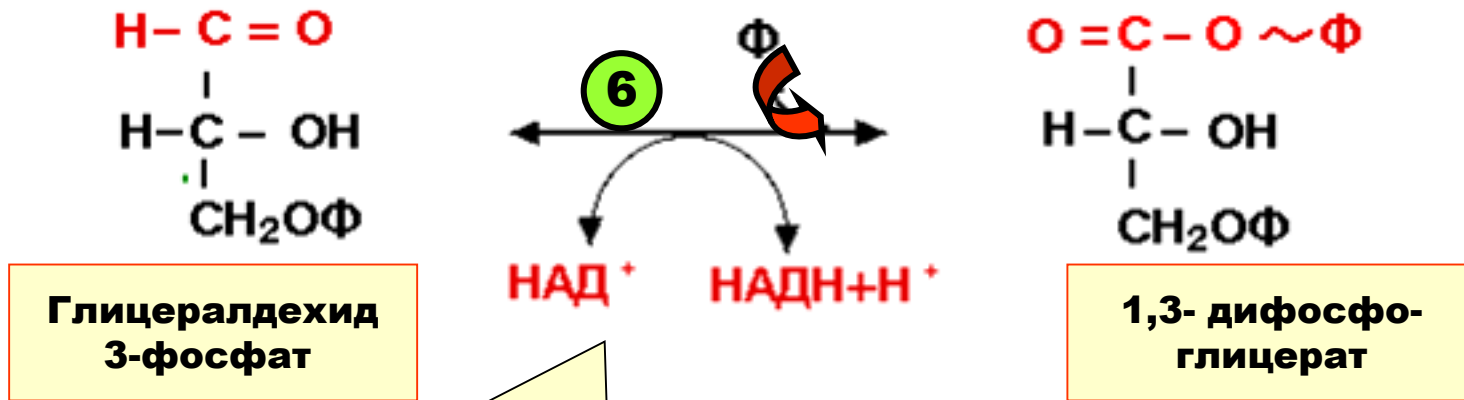 H–C=O
H–C–OH
CH₂OФ
Глицералдехид
3-фосфат
6
Ф
НАД⁺ НАДН+Н⁺
O=C–O~Ф
H–C–OH
CH₂OФ
1,3- дифосфо-
глицерат